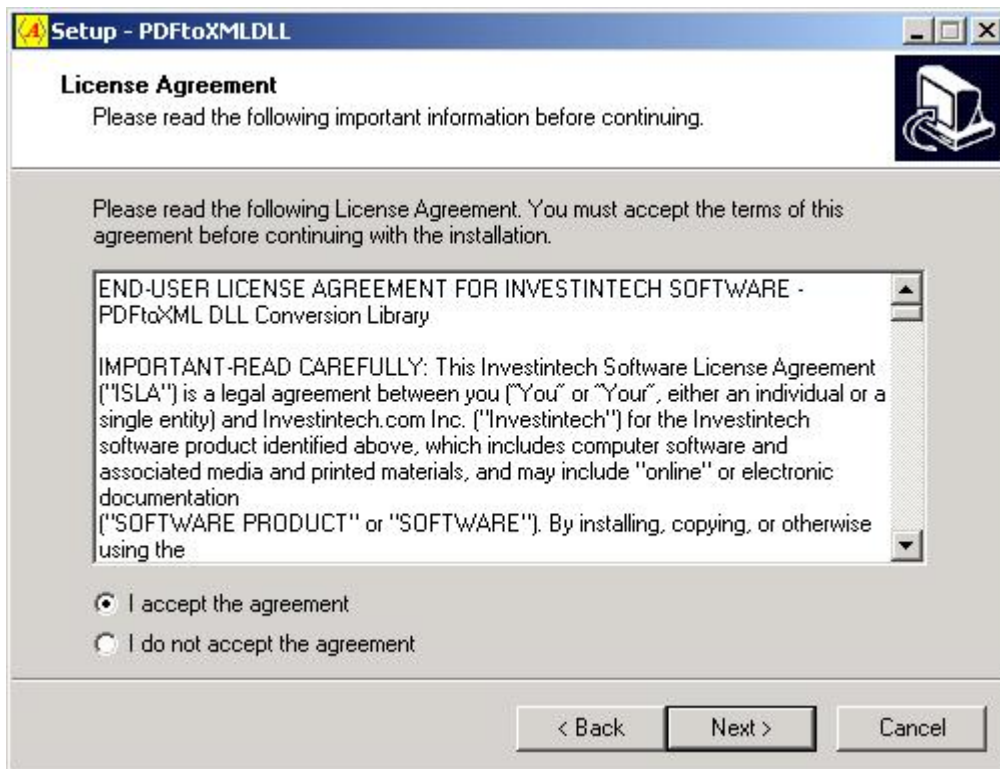 Setup - PDFtoXMLDLL
License Agreement
Please read the following important information before continuing.
Please read the following License Agreement. You must accept the terms of this
agreement before continuing with the installation.
END-USER LICENSE AGREEMENT FOR INVESTINTECH SOFTWARE -
PDFtoXML DLL Conversion Library
IMPORTANT-READ CAREFULLY: This Investintech Software License Agreement
("ISLA") is a legal agreement between you ("You" or "Your", either an individual or a
single entity) and Investintech.com Inc. ("Investintech") for the Investintech
software product identified above, which includes computer software and
associated media and printed materials, and may include "online" or electronic
documentation
("SOFTWARE PRODUCT" or "SOFTWARE"). By installing, copying, or otherwise
using the
I accept the agreement
I do not accept the agreement
< Back
Next >
Cancel